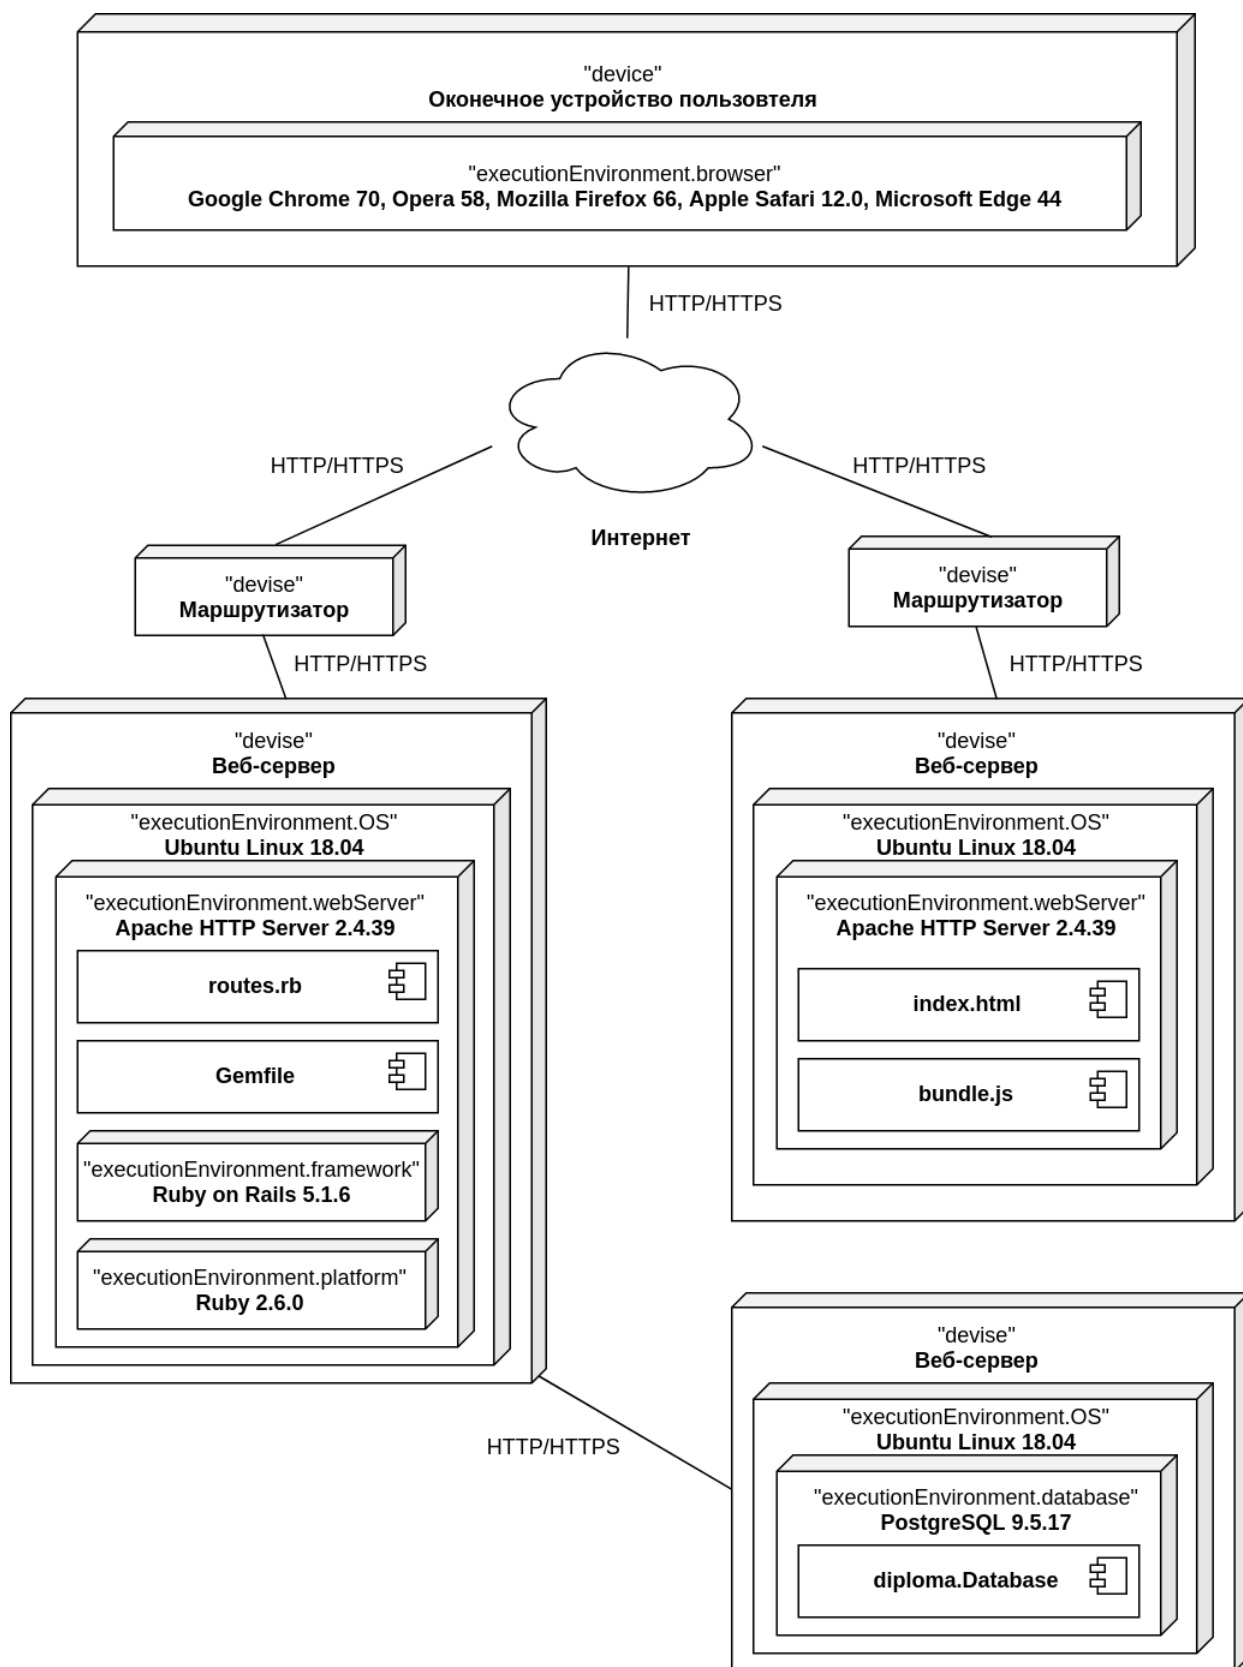 "device"
Оконечное устройство пользовтеля
"executionEnvironment.browser"
Google Chrome 70, Opera 58, Mozilla Firefox 66, Apple Safari 12.0, Microsoft Edge 44
HTTP/HTTPS
HTTP/HTTPS
HTTP/HTTPS
Интернет
"devise"
Маршрутизатор
"devise"
Маршрутизатор
HTTP/HTTPS
HTTP/HTTPS
"devise"
Веб-сервер
"executionEnvironment.OS"
Ubuntu Linux 18.04
"executionEnvironment.webServer"
Apache HTTP Server 2.4.39
routes.rb
Gemfile
"executionEnvironment.framework"
Ruby on Rails 5.1.6
"executionEnvironment.platform"
Ruby 2.6.0
"devise"
Веб-сервер
"executionEnvironment.OS"
Ubuntu Linux 18.04
"executionEnvironment.webServer"
Apache HTTP Server 2.4.39
index.html
bundle.js
HTTP/HTTPS
"devise"
Веб-сервер
"executionEnvironment.OS"
Ubuntu Linux 18.04
"executionEnvironment.database"
PostgreSQL 9.5.17
diploma.Database